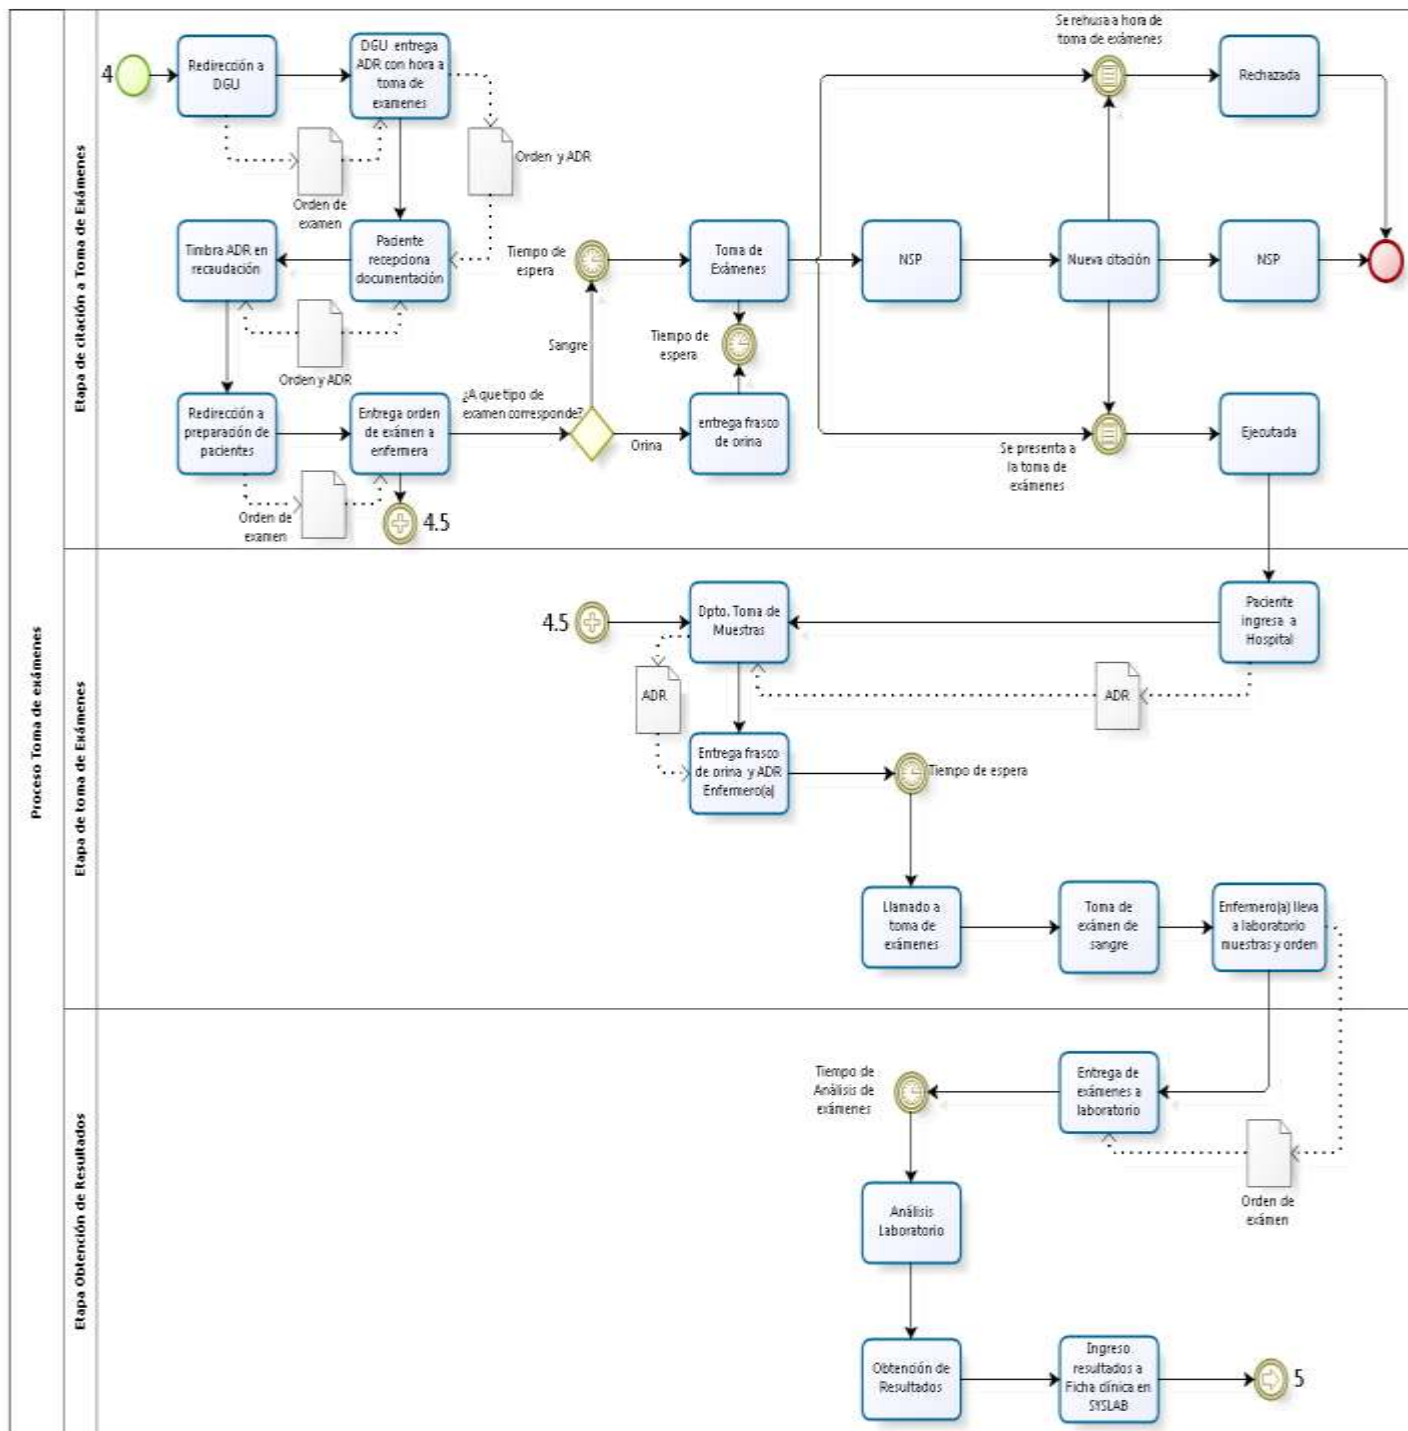 Proceso Toma de exámenes
Etapa de citación a Toma de Exámenes
4
Redirección a
DGU
DGU entrega
ADR con hora a
toma de
examenes
Orden de
examen
Orden y ADR
Timbra ADR en
recaudación
Paciente
recepciona
documentación
Orden y ADR
Redirección a
preparación de
pacientes
Entrega orden
de exámen a
enfermera
Orden de
examen
4.5
¿A que tipo de
examen corresponde?
Sangre
Orina
Tiempo de
espera
Toma de
Exámenes
Tiempo de
espera
entrega frasco
de orina
NSP
Nueva citación
NSP
Se rehusa a hora de
toma de exámenes
Rechazada
Se presenta a
la toma de
exámenes
Ejecutada
Etapa de toma de Exámenes
4.5
Dpto. Toma de
Muestras
Paciente
ingresa a
Hospital
ADR
ADR
Entrega frasco
de orina y ADR
Enfermero(a)
Tiempo de espera
Llamado a
toma de
exámenes
Toma de
exámen de
sangre
Enfermero(a) lleva
a laboratorio
muestras y orden
Etapa Obtención de Resultados
Tiempo de
Análisis de
exámenes
Entrega de
exámenes a
laboratorio
Orden de
exámen
Análisis
Laboratorio
Obtención de
Resultados
Ingreso
resultados a
Ficha clínica en
SYSLAB
5